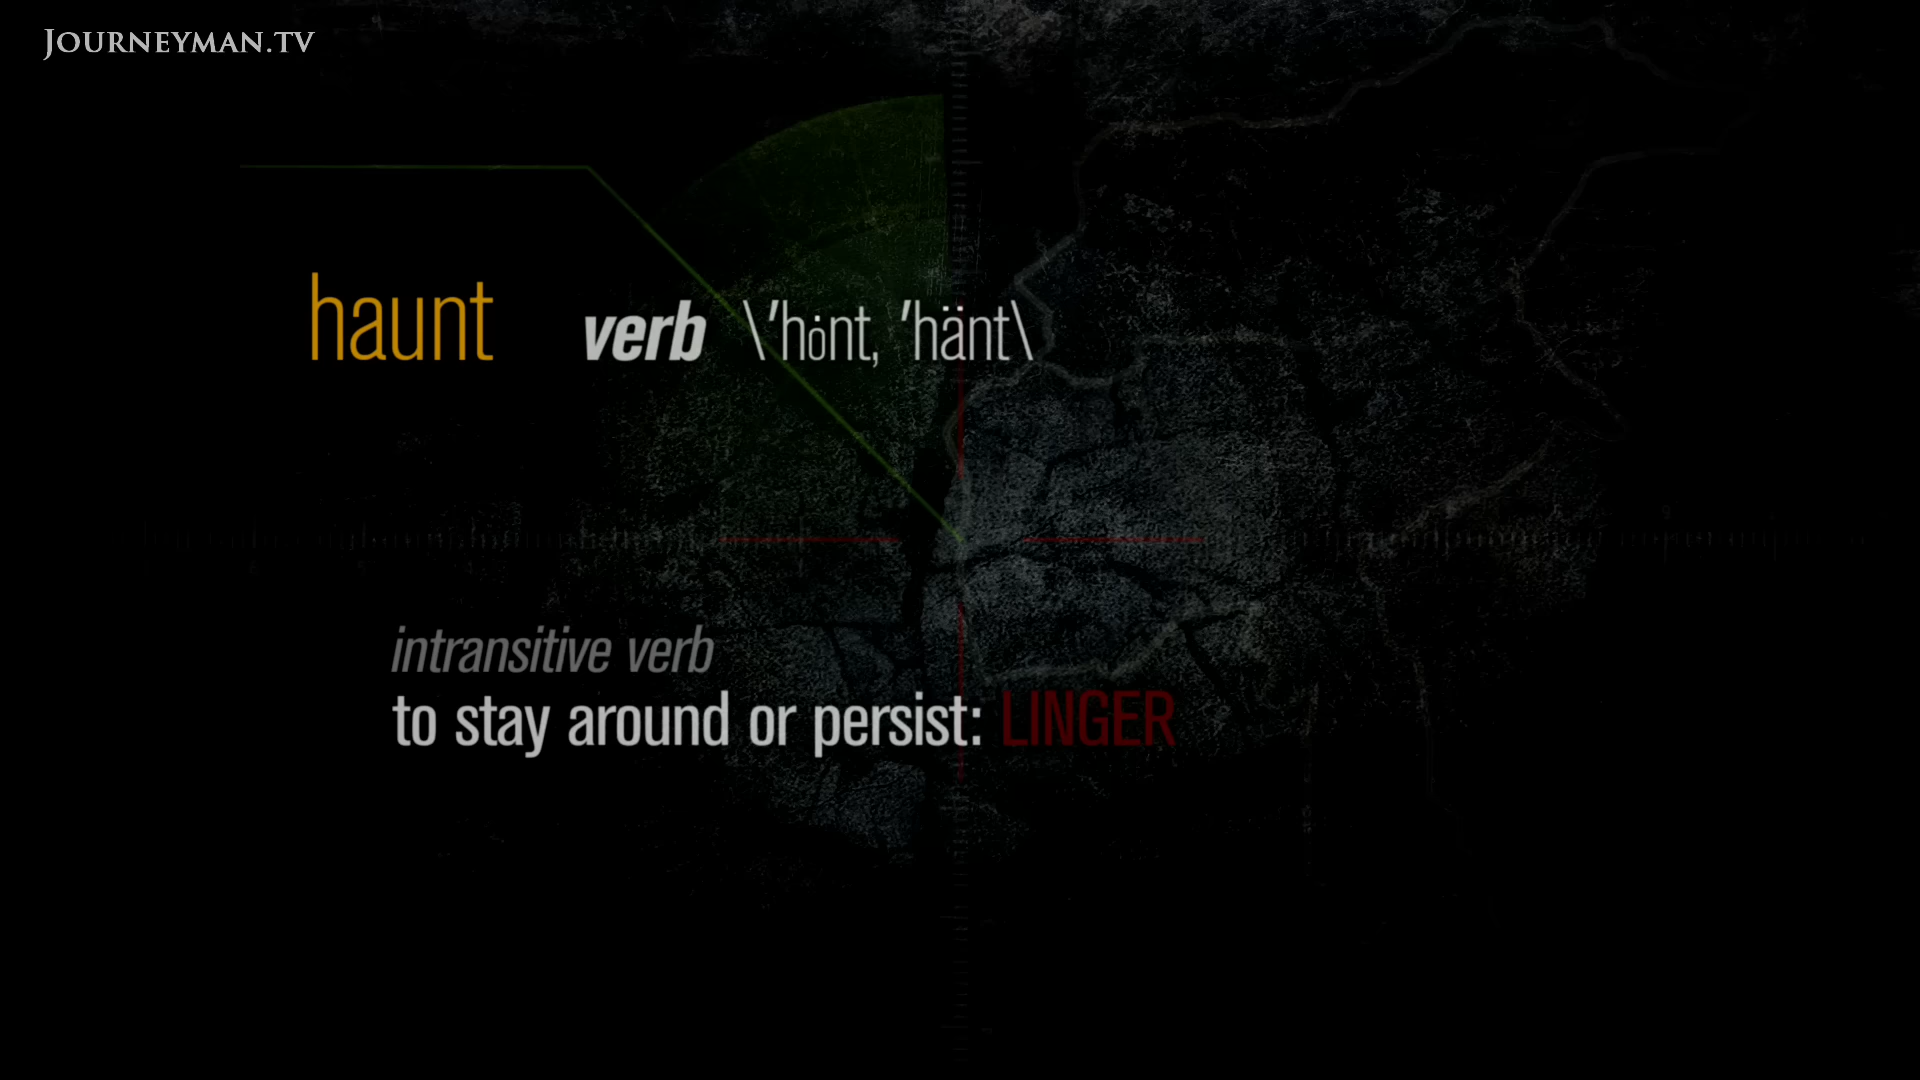 JOURNEYMAN.TV
haunt verb \'hȯnt, 'hänt\
intransitive verb
to stay around or persist: LINGER